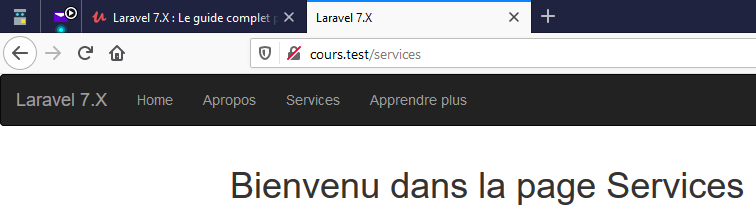 Laravel 7.X : Le guide complet p
Laravel 7.X
cours.test/services
Laravel 7.X Home Apropos Services Apprendre plus
Bienvenu dans la page Services